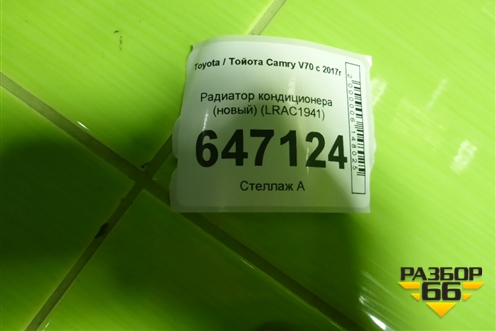 Toyota / Тойота Camry V70 с 2017г
Радиатор кондиционера
(новый) (LRAC1941)
647124
Стеллаж А
РАЗБОР
66